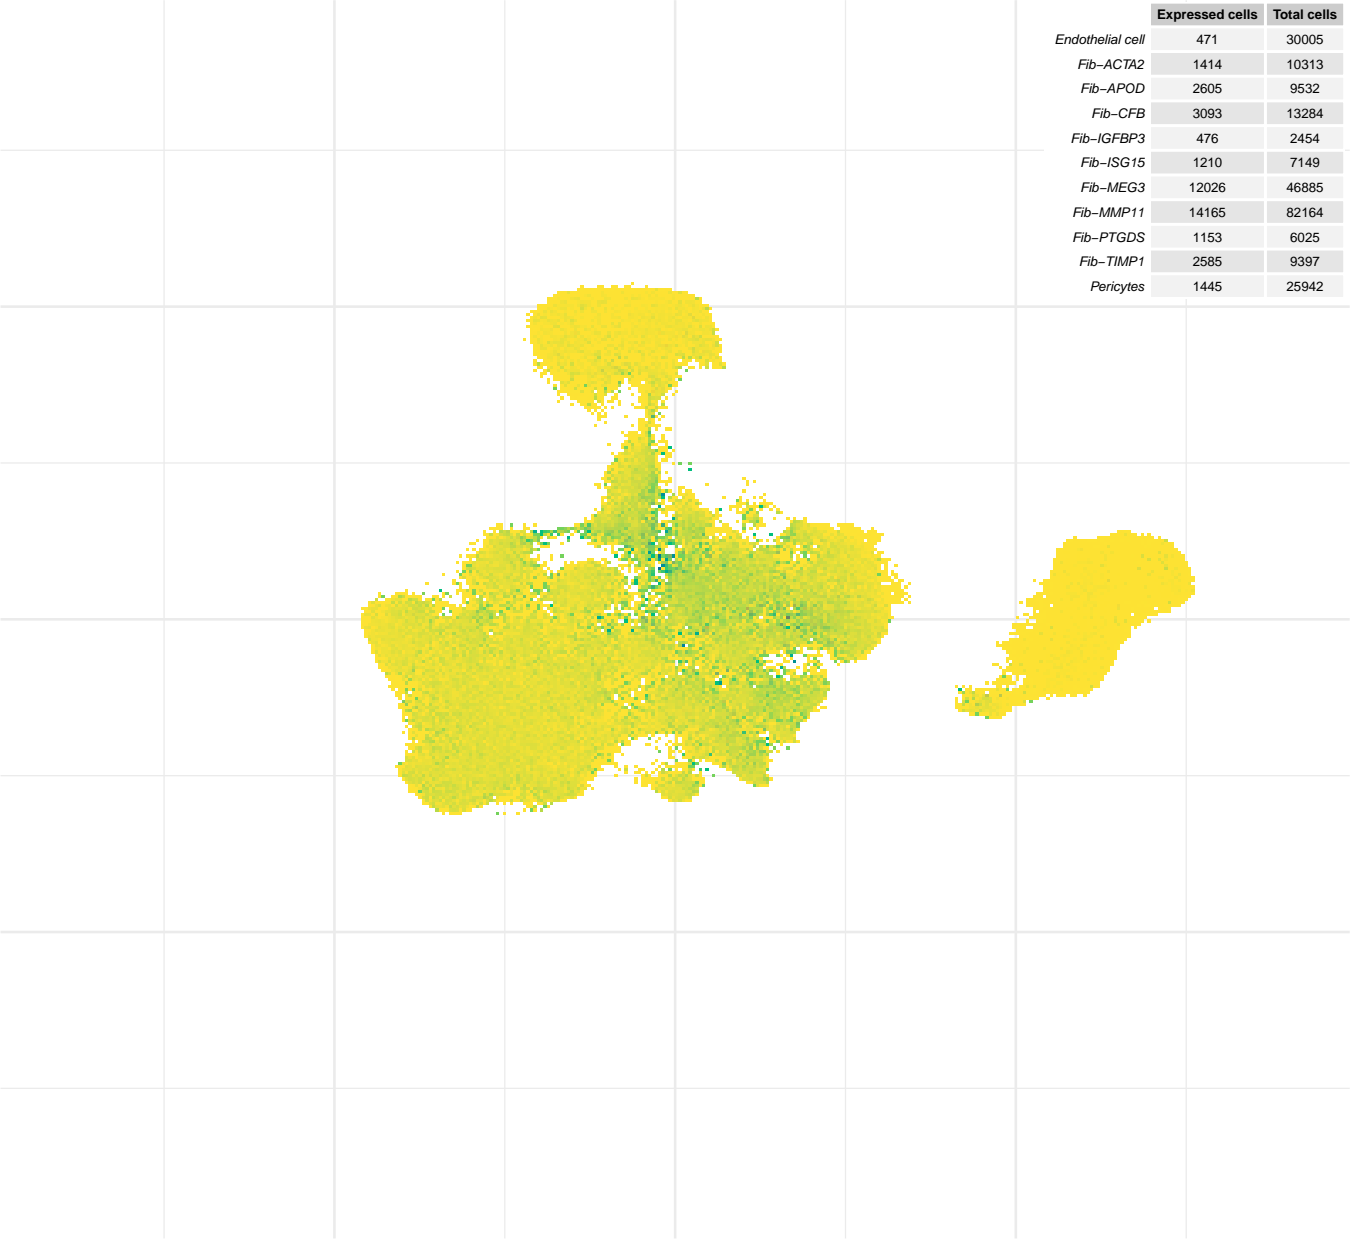 Expressed cells Total cells
Endothelial cell 471 30005
Fib−ACTA2 1414 10313
Fib−APOD 2605 9532
Fib−CFB 3093 13284
Fib−IGFBP3 476 2454
Fib−ISG15 1210 7149
Fib−MEG3 12026 46885
Fib−MMP11 14165 82164
Fib−PTGDS 1153 6025
Fib−TIMP1 2585 9397
Pericytes 1445 25942